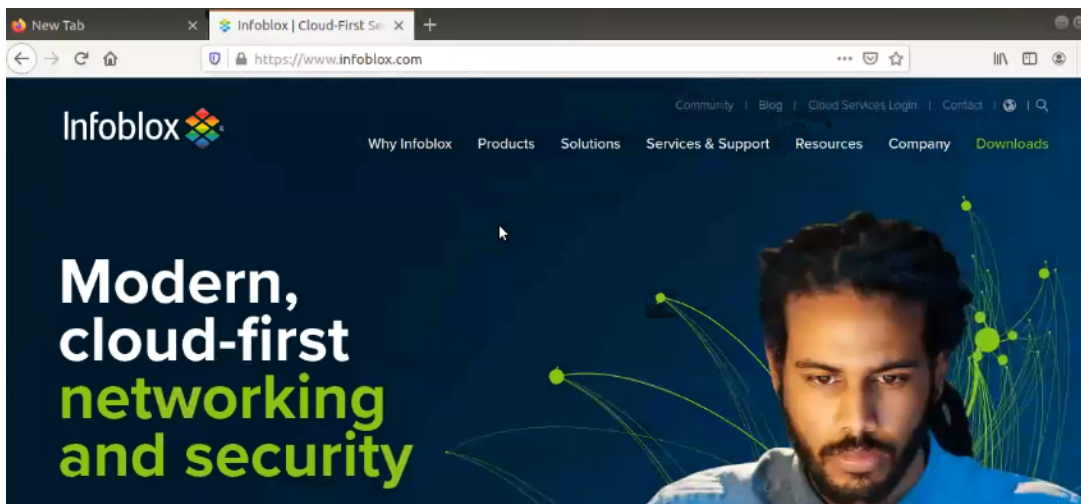 New Tab
Infoblox | Cloud-First Se
https://www.infoblox.com
Community | Blog | Cloud Services Login | Contact
Infoblox
Why Infoblox Products Solutions Services & Support Resources Company Downloads
Modern,
cloud-first
networking
and security